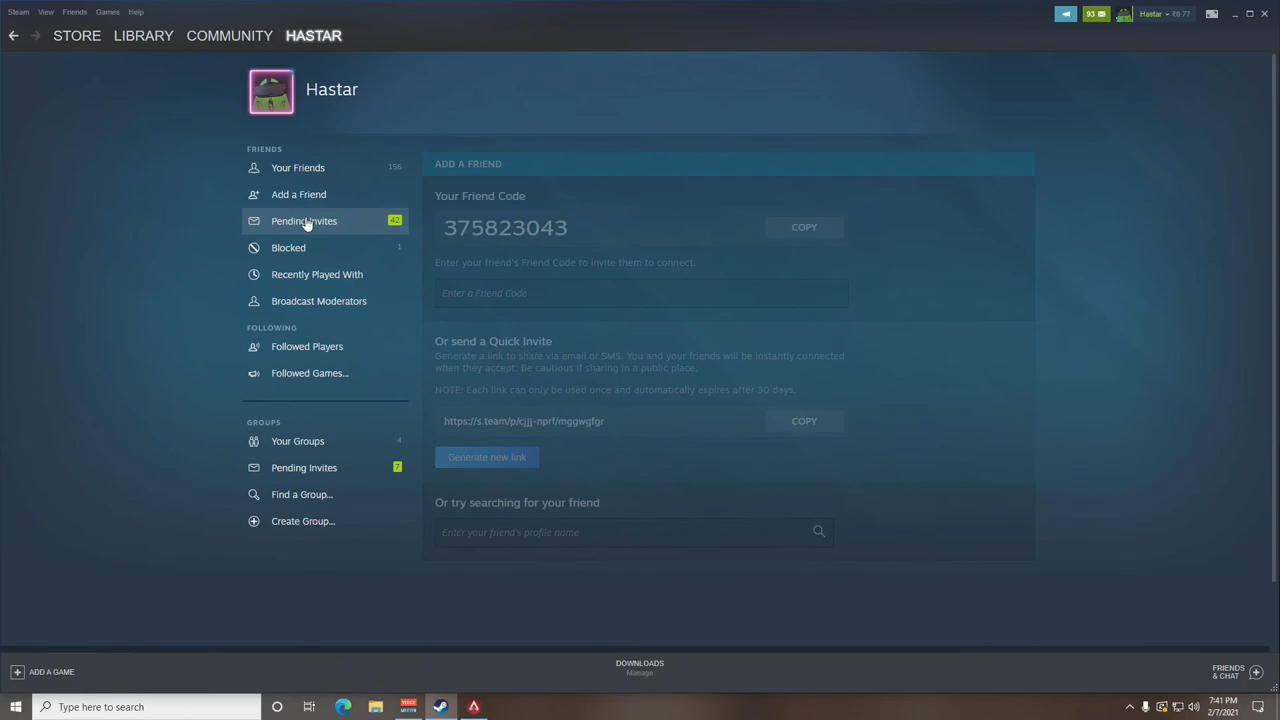 Steam View Friends Games Help
93 Hastar ₹0.77
STORE LIBRARY COMMUNITY HASTAR
Hastar
FRIENDS
Your Friends 156
Add a Friend
Pending Invites 42
Blocked 1
Recently Played With
Broadcast Moderators
FOLLOWING
Followed Players
Followed Games...
GROUPS
Your Groups 4
Pending Invites 7
Find a Group...
Create Group...
ADD A FRIEND
Your Friend Code
375823043 COPY
Enter your friend's Friend Code to invite them to connect.
Enter a Friend Code
Or send a Quick Invite
Generate a link to share via email or SMS. You and your friends will be instantly connected
when they accept. Be cautious if sharing in a public place.
NOTE: Each link can only be used once and automatically expires after 30 days.
https://s.team/p/cjjj-nprf/mggwgfgr COPY
Generate new link
Or try searching for your friend
Enter your friend's profile name
ADD A GAME
DOWNLOADS
Manage
FRIENDS
& CHAT
Type here to search
7:41 PM
2/7/2021